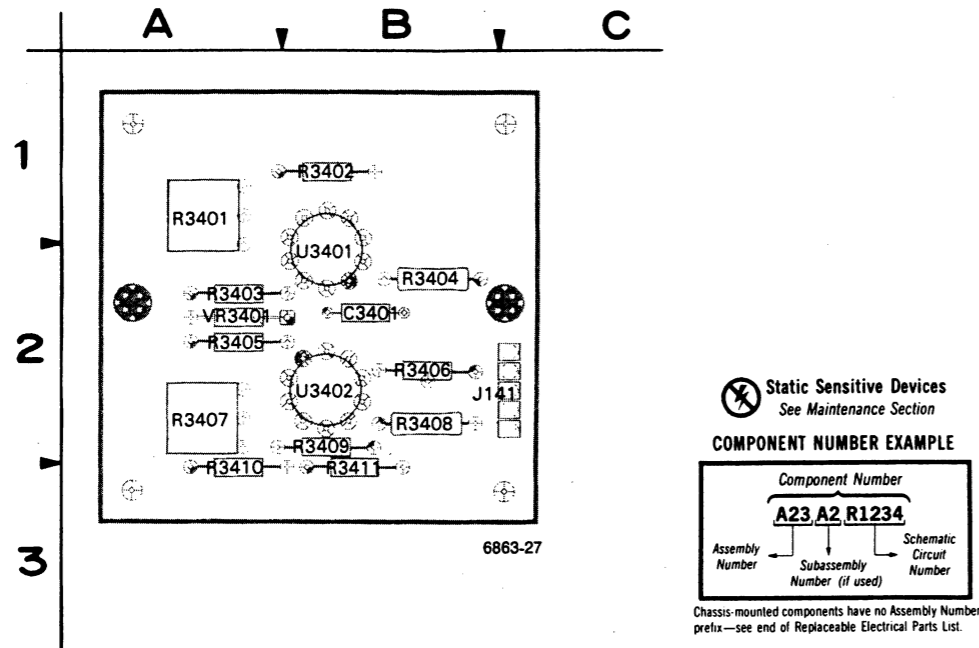 A B C
1
R3402
R3401
U3401
R3404
R3403
VR3401
C3401
R3405
2
R3406
U3402
J141
R3407
R3408
R3409
R3410
R3411
3
6863-27
Static Sensitive Devices
See Maintenance Section
COMPONENT NUMBER EXAMPLE
Component Number
A23 A2 R1234
Assembly
Number
Subassembly
Number (if used)
Schematic
Circuit
Number
Chassis-mounted components have no Assembly Number
prefix—see end of Replaceable Electrical Parts List.